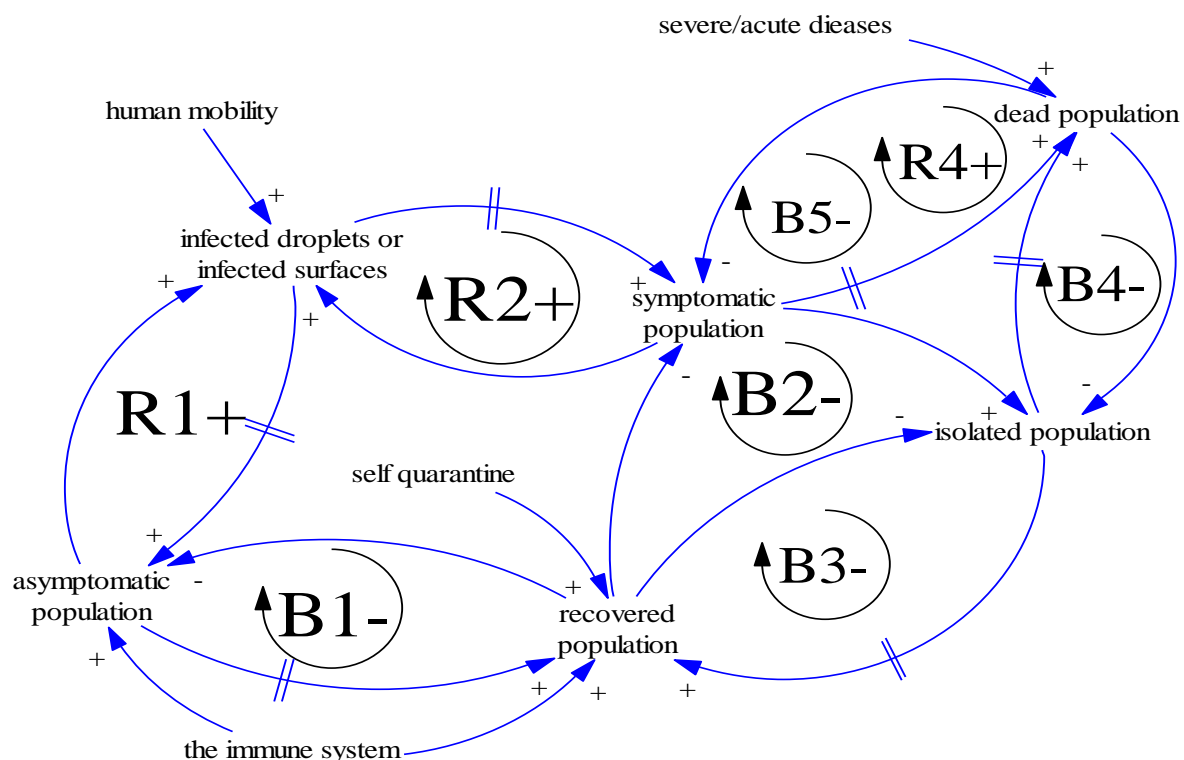 severe/acute dieases
+
human mobility
dead population
+
R4+
+
+
+
B5-
infected droplets or
infected surfaces
-
B4-
+
+
R2+
symptomatic
population
+
-
B2-
-
R1+
-
+
isolated population
self quarantine
+
B3-
asymptomatic
population
-
+
B1-
recovered
population
+
+
+
+
the immune system